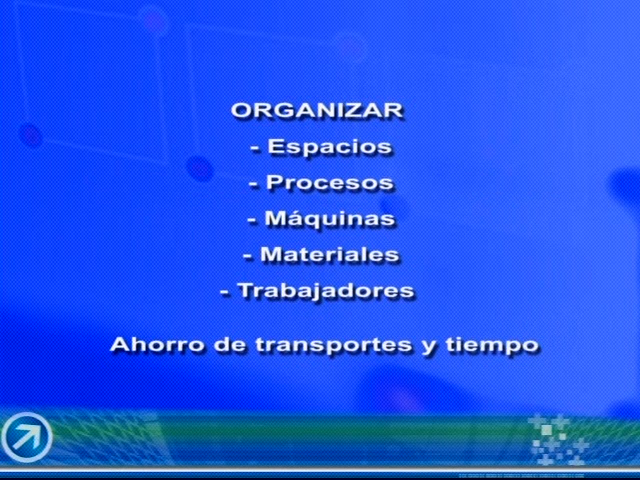 ORGANIZAR
- Espacios
- Procesos
- Máquinas
- Materiales
- Trabajadores
Ahorro de transportes y tiempo